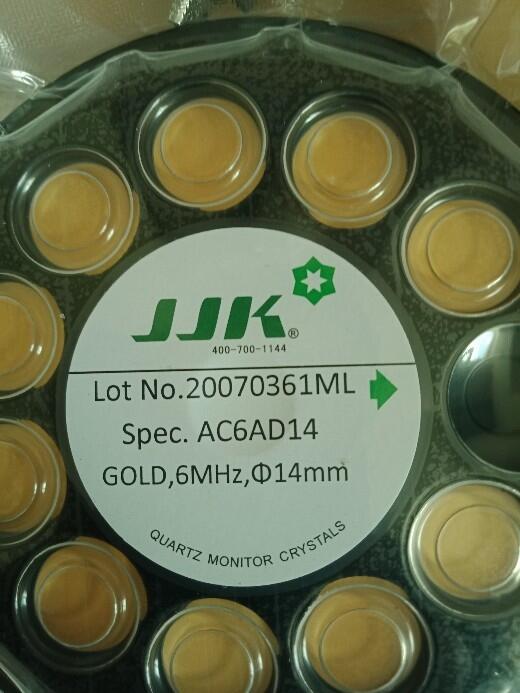 JJK®
400-700-1144
Lot No.20070361ML
Spec. AC6AD14
GOLD,6MHz,Φ14mm
QUARTZ MONITOR CRYSTALS